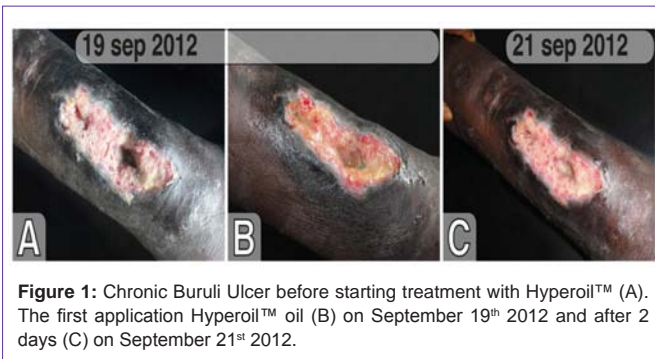 19 sep 2012
21 sep 2012
A
B
C
Figure 1: Chronic Buruli Ulcer before starting treatment with Hyperoil™ (A).
The first application Hyperoil™ oil (B) on September 19th 2012 and after 2
days (C) on September 21st 2012.